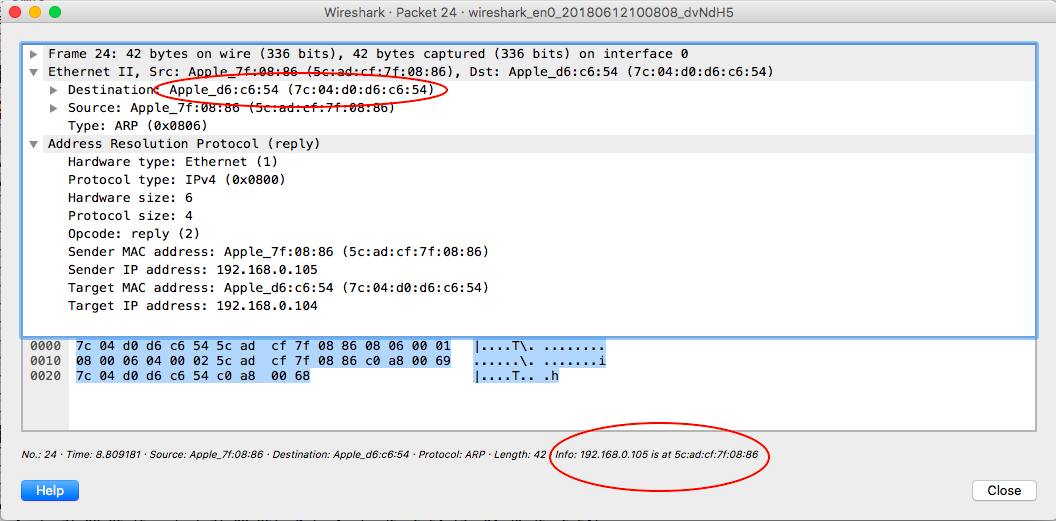 Wireshark · Packet 24 · wireshark_en0_20180612100808_dvNdH5
Frame 24: 42 bytes on wire (336 bits), 42 bytes captured (336 bits) on interface 0
Ethernet II, Src: Apple_7f:08:86 (5c:ad:cf:7f:08:86), Dst: Apple_d6:c6:54 (7c:04:d0:d6:c6:54)
Destination: Apple_d6:c6:54 (7c:04:d0:d6:c6:54)
Source: Apple_7f:08:86 (5c:ad:cf:7f:08:86)
Type: ARP (0x0806)
Address Resolution Protocol (reply)
Hardware type: Ethernet (1)
Protocol type: IPv4 (0x0800)
Hardware size: 6
Protocol size: 4
Opcode: reply (2)
Sender MAC address: Apple_7f:08:86 (5c:ad:cf:7f:08:86)
Sender IP address: 192.168.0.105
Target MAC address: Apple_d6:c6:54 (7c:04:d0:d6:c6:54)
Target IP address: 192.168.0.104
0000 7c 04 d0 d6 c6 54 5c ad cf 7f 08 86 08 06 00 01 |....T\. ........
0010 08 00 06 04 00 02 5c ad cf 7f 08 86 c0 a8 00 69 ......\. .......i
0020 7c 04 d0 d6 c6 54 c0 a8 00 68 |....T.. .h
No.: 24 · Time: 8.809181 · Source: Apple_7f:08:86 · Destination: Apple_d6:c6:54 · Protocol: ARP · Length: 42 · Info: 192.168.0.105 is at 5c:ad:cf:7f:08:86
Help Close